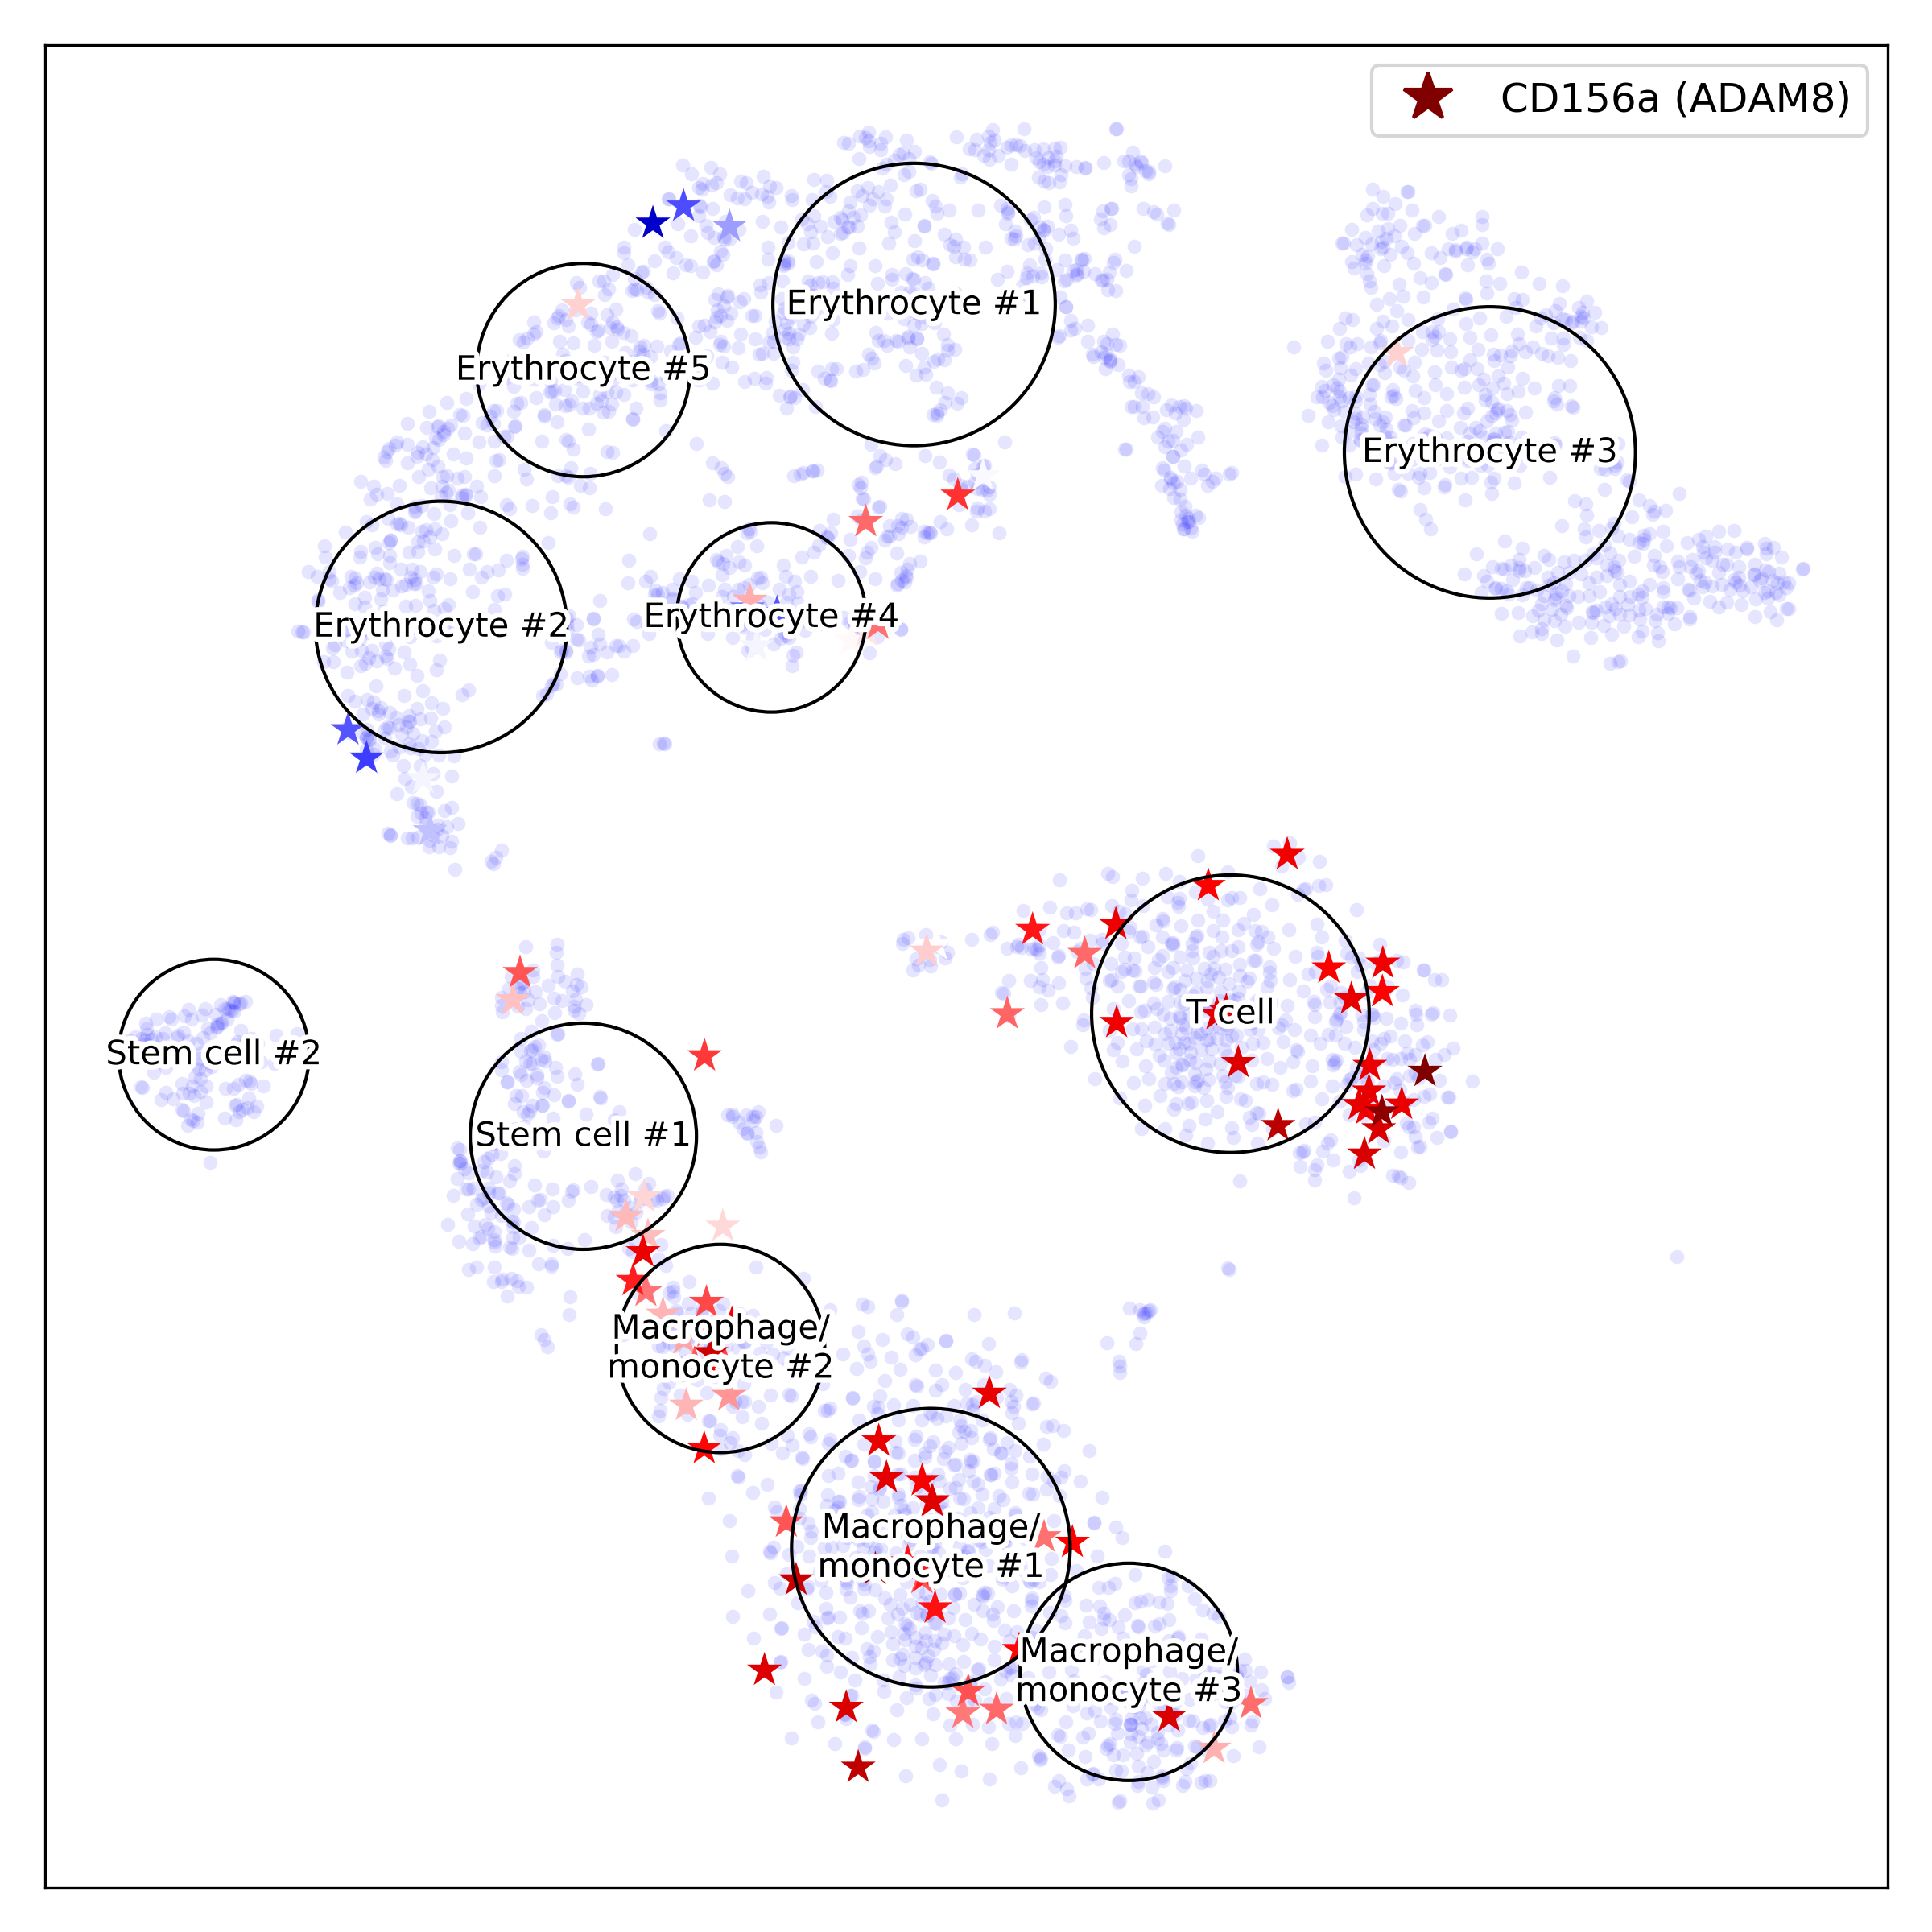 CD156a (ADAM8)
Erythrocyte #1
Erythrocyte #5
Erythrocyte #3
Erythrocyte #4
Erythrocyte #2
T cell
Stem cell #2
Stem cell #1
Macrophage/
monocyte #2
Macrophage/
monocyte #1
Macrophage/
monocyte #3